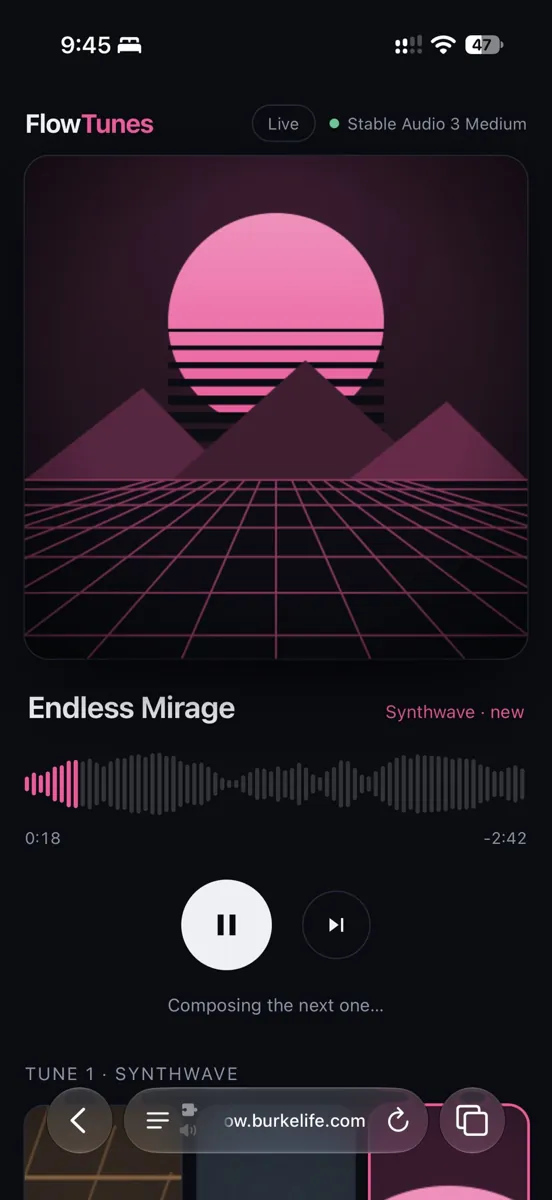 9:45
47
FlowTunes
Live
Stable Audio 3 Medium
Endless Mirage
Synthwave · new
0:18
-2:42
Composing the next one...
TUNE 1 · SYNTHWAVE
ow.burkelife.com